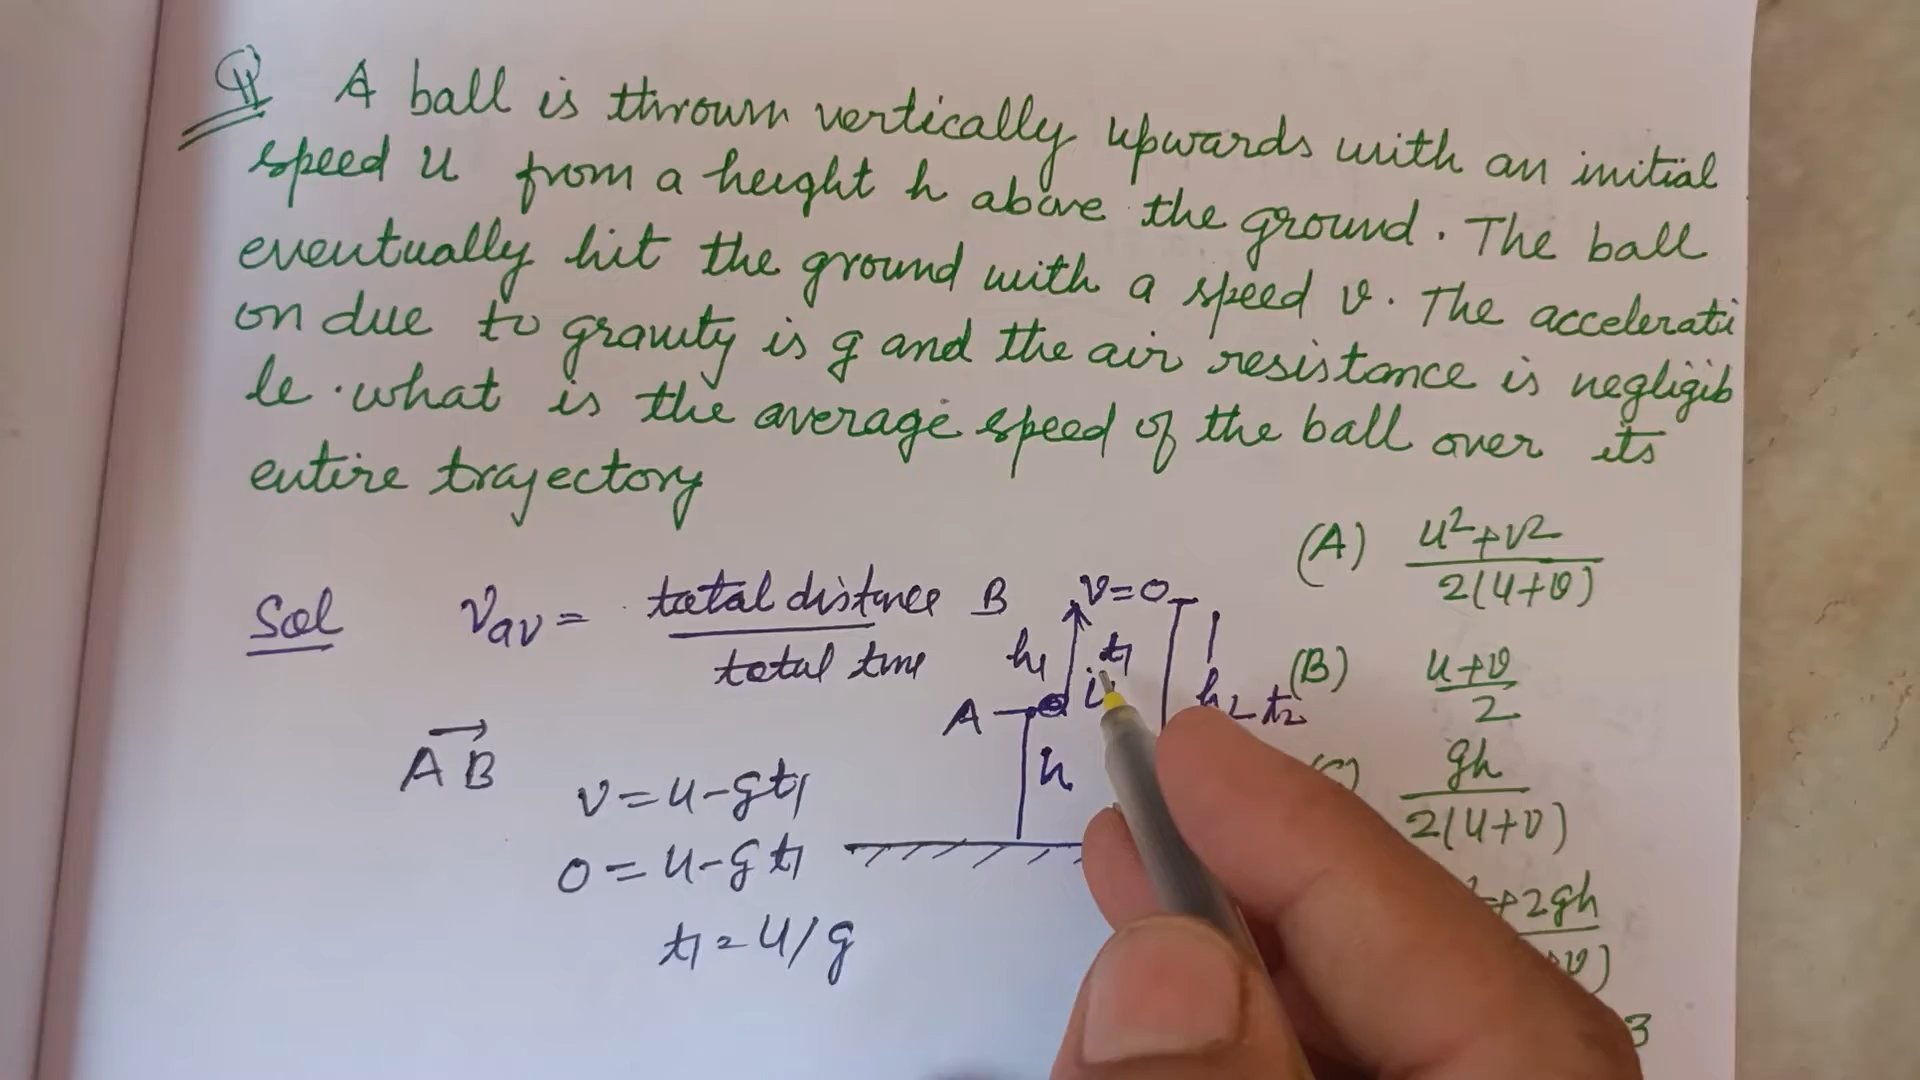 Q A ball is thrown vertically upwards with an initial
speed u from a height h above the ground. The ball
eventually hit the ground with a speed v. The accelerati
on due to gravity is g and the air resistance is negligib
le. what is the average speed of the ball over its
entire trajectory
(A) u²+v² / 2(u+v)
Sol Vav = total distance / total time
B v=0
h1 t1
(B) u+v / 2
A h2 t2
h
gh / 2(u+v)
AB
v=u-gt1
0=u-gt1
+2gh
t1=u/g
3